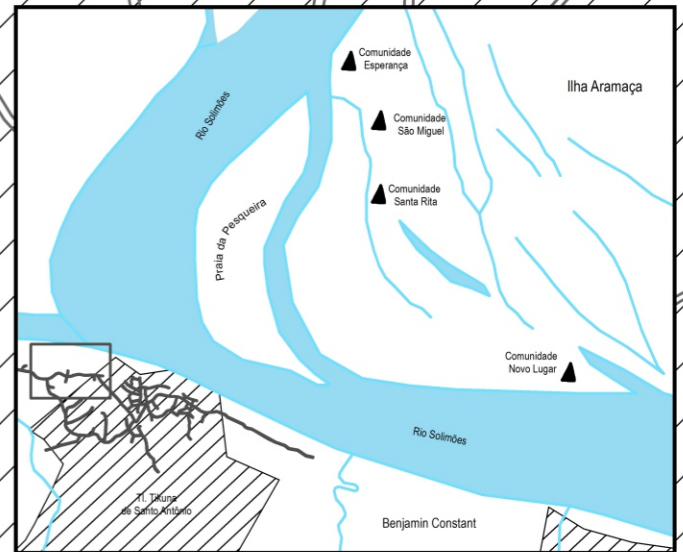 Comunidade
Esperança
Ilha Aramaça
Rio Solimões
Comunidade
São Miguel
Comunidade
Santa Rita
Praia da Pesqueira
Comunidade
Novo Lugar
Rio Solimões
TI. Tikuna
de Santo Antônio
Benjamin Constant